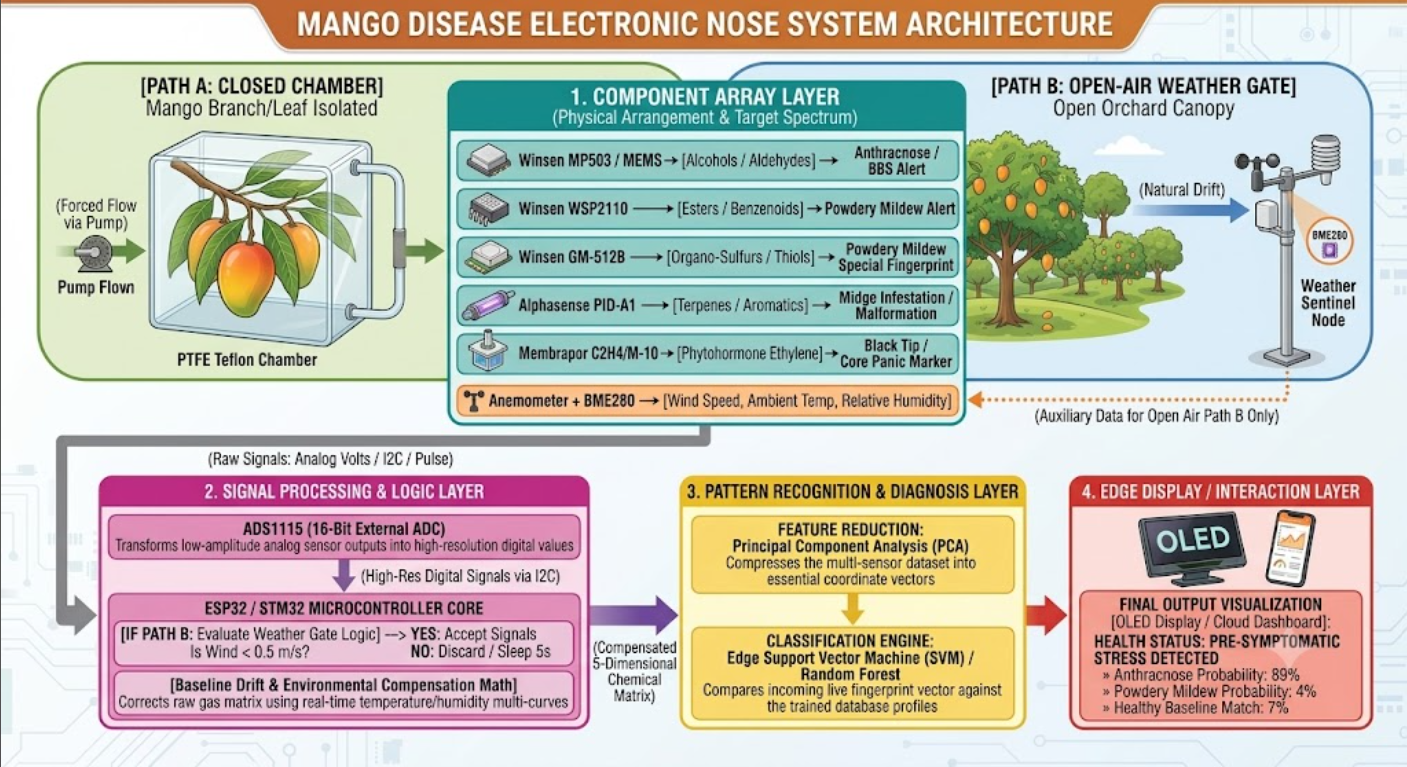 MANGO DISEASE ELECTRONIC NOSE SYSTEM ARCHITECTURE
[PATH A: CLOSED CHAMBER]
Mango Branch/Leaf Isolated
(Forced Flow
via Pump)
Pump Flown
PTFE Teflon Chamber
1. COMPONENT ARRAY LAYER
(Physical Arrangement & Target Spectrum)
Winsen MP503 / MEMS → [Alcohols / Aldehydes] → Anthracnose /
BBS Alert
Winsen WSP2110 → [Esters / Benzenoids] → Powdery Mildew Alert
Winsen GM-512B → [Organo-Sulfurs / Thiols] → Powdery Mildew
Special Fingerprint
Alphasense PID-A1 → [Terpenes / Aromatics] → Midge Infestation /
Malformation
Membrapor C2H4/M-10 → [Phytohormone Ethylene] → Black Tip /
Core Panic Marker
Anemometer + BME280 → [Wind Speed, Ambient Temp, Relative Humidity]
[PATH B: OPEN-AIR WEATHER GATE]
Open Orchard Canopy
(Natural Drift)
BME280
Weather
Sentinel
Node
(Auxiliary Data for Open Air Path B Only)
(Raw Signals: Analog Volts / I2C / Pulse)
2. SIGNAL PROCESSING & LOGIC LAYER
ADS1115 (16-Bit External ADC)
Transforms low-amplitude analog sensor outputs into high-resolution digital values
(High-Res Digital Signals via I2C)
ESP32 / STM32 MICROCONTROLLER CORE
[IF PATH B: Evaluate Weather Gate Logic] --> YES: Accept Signals
Is Wind < 0.5 m/s? NO: Discard / Sleep 5s
[Baseline Drift & Environmental Compensation Math]
Corrects raw gas matrix using real-time temperature/humidity multi-curves
(Compensated
5-Dimensional
Chemical
Matrix)
3. PATTERN RECOGNITION & DIAGNOSIS LAYER
FEATURE REDUCTION:
Principal Component Analysis (PCA)
Compresses the multi-sensor dataset into
essential coordinate vectors
CLASSIFICATION ENGINE:
Edge Support Vector Machine (SVM) /
Random Forest
Compares incoming live fingerprint vector against
the trained database profiles
4. EDGE DISPLAY / INTERACTION LAYER
OLED
FINAL OUTPUT VISUALIZATION
[OLED Display / Cloud Dashboard]:
HEALTH STATUS: PRE-SYMPTOMATIC
STRESS DETECTED
» Anthracnose Probability: 89%
» Powdery Mildew Probability: 4%
» Healthy Baseline Match: 7%